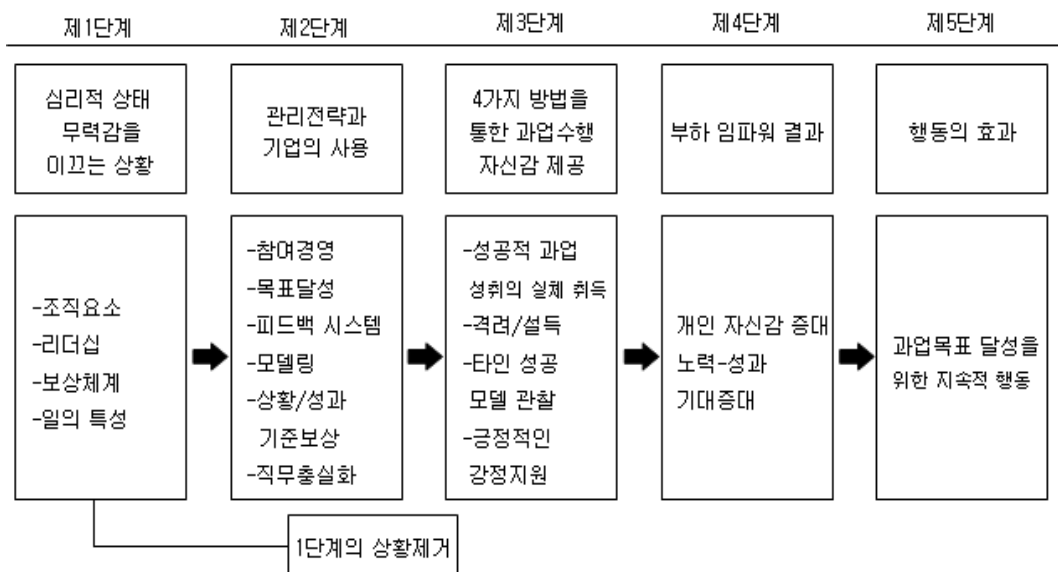 제1단계
제2단계
제3단계
제4단계
제5단계
심리적 상태
무력감을
이끄는 상황
관리전략과
기업의 사용
4가지 방법을
통한 과업수행
자신감 제공
부하 임파워 결과
행동의 효과
-조직요소
-리더십
-보상체계
-일의 특성
-참여경영
-목표달성
-피드백 시스템
-모델링
-상황/성과
기준보상
-직무충실화
-성공적 과업
성취의 실체 취득
-격려/설득
-타인 성공
모델 관찰
-긍정적인
강정지원
개인 자신감 증대
노력-성과
기대증대
과업목표 달성을
위한 지속적 행동
1단계의 상황제거